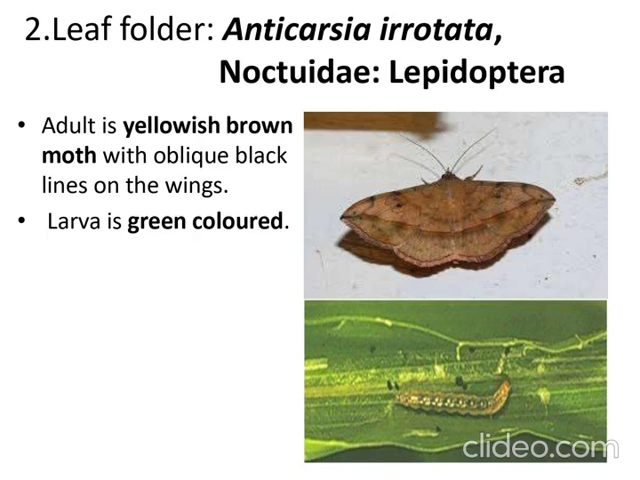 2.Leaf folder: Anticarsia irrotata,
Noctuidae: Lepidoptera
• Adult is yellowish brown
moth with oblique black
lines on the wings.
• Larva is green coloured.
clideo.com